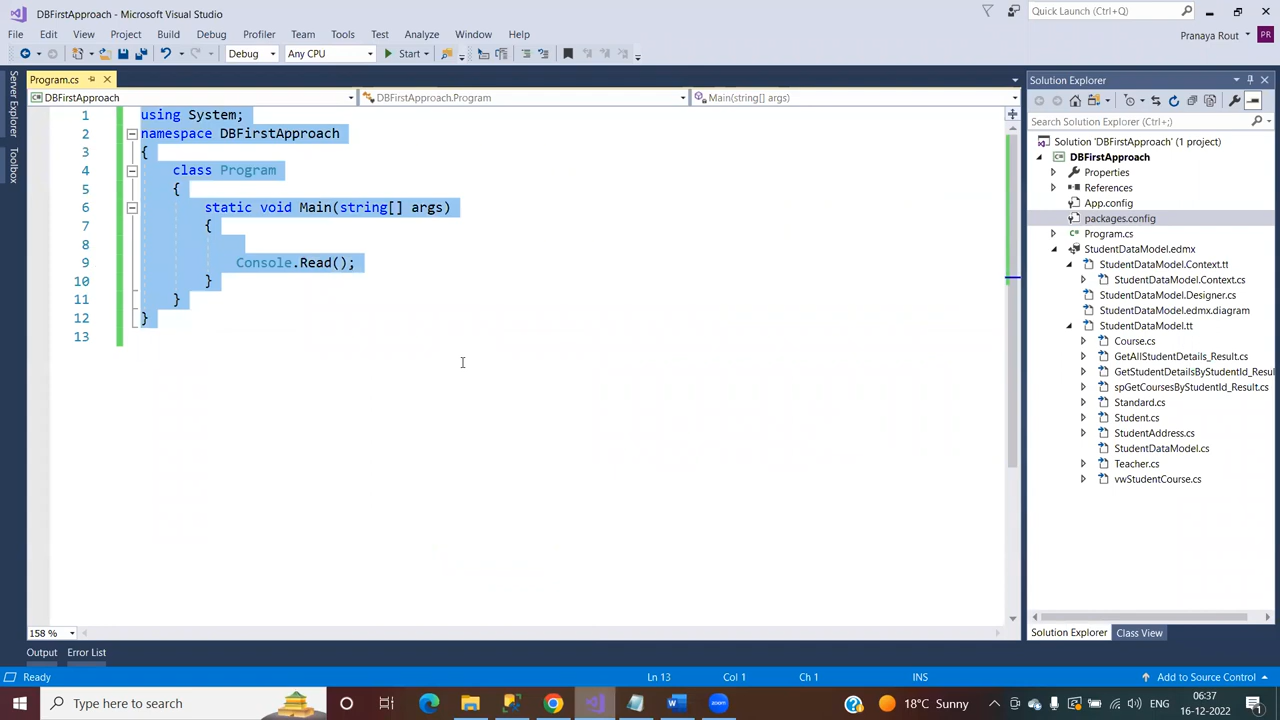 DBFirstApproach - Microsoft Visual Studio
Quick Launch (Ctrl+Q)
File Edit View Project Build Debug Profiler Team Tools Test Analyze Window Help
Pranaya Rout PR
Debug Any CPU Start
Server Explorer
Toolbox
Program.cs
DBFirstApproach DBFirstApproach.Program Main(string[] args)
1 using System;
2 namespace DBFirstApproach
3 {
4 class Program
5 {
6 static void Main(string[] args)
7 {
8
9 Console.Read();
10 }
11 }
12 }
13
158 %
Solution Explorer
Search Solution Explorer (Ctrl+;)
Solution 'DBFirstApproach' (1 project)
DBFirstApproach
Properties
References
App.config
packages.config
Program.cs
StudentDataModel.edmx
StudentDataModel.Context.tt
StudentDataModel.Context.cs
StudentDataModel.Designer.cs
StudentDataModel.edmx.diagram
StudentDataModel.tt
Course.cs
GetAllStudentDetails_Result.cs
GetStudentDetailsByStudentId_Resul
spGetCoursesByStudentId_Result.cs
Standard.cs
Student.cs
StudentAddress.cs
StudentDataModel.cs
Teacher.cs
vwStudentCourse.cs
Solution Explorer Class View
Output Error List
Ready Ln 13 Col 1 Ch 1 INS Add to Source Control
Type here to search
zoom
18°C Sunny
ENG
06:37
16-12-2022
1